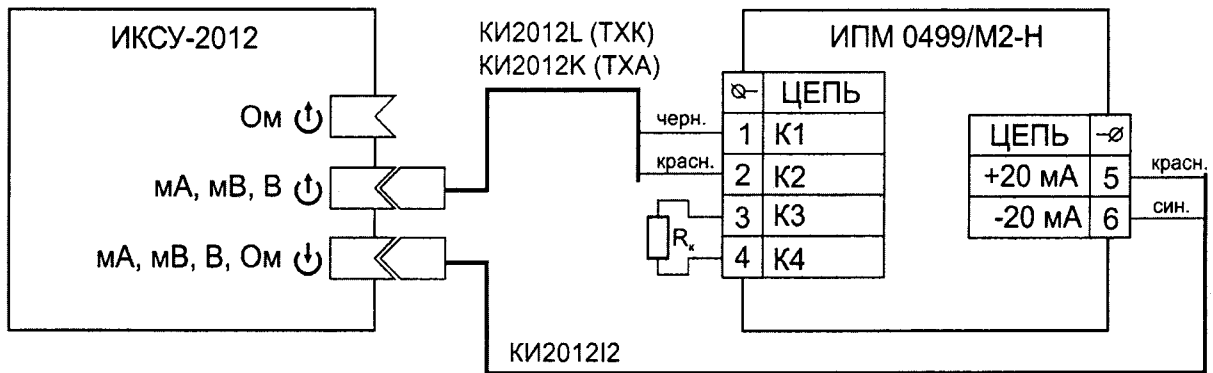 ИКСУ-2012
Ом
мА, мВ, В
мА, мВ, В, Ом
КИ2012L (ТХК)
КИ2012K (ТХА)
черн.
красн.
Rк
КИ2012I2
ИПМ 0499/М2-Н
ЦЕПЬ
1 К1
2 К2
3 К3
4 К4
ЦЕПЬ
+20 мА 5
-20 мА 6
красн.
син.